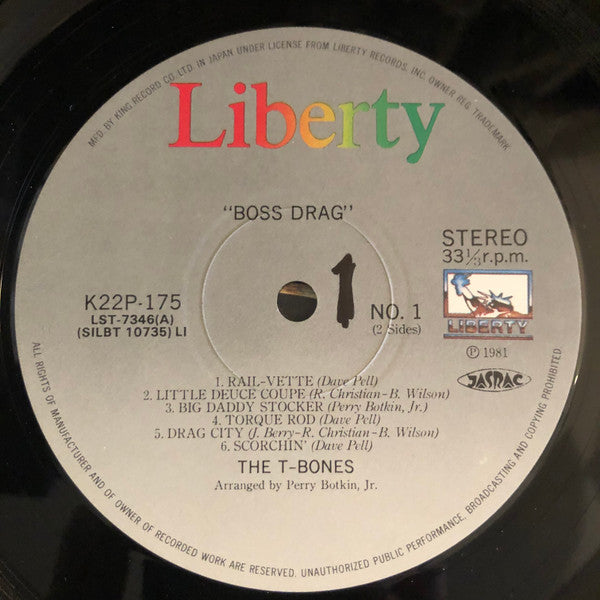 MFD. BY KING RECORD CO. LTD. IN JAPAN UNDER LICENSE FROM LIBERTY RECORDS, INC. OWNER REG. TRADEMARK
Liberty
"BOSS DRAG"
STEREO
33⅓r.p.m.
K22P-175
LST-7346(A)
(SILBT 10735) LI
1
NO. 1
(2 Sides)
LIBERTY
Ⓟ 1981
JASRAC
1. RAIL-VETTE (Dave Pell)
2. LITTLE DEUCE COUPE (R. Christian-B. Wilson)
3. BIG DADDY STOCKER (Perry Botkin, Jr.)
4. TORQUE ROD (Dave Pell)
5. DRAG CITY (J. Berry-R. Christian-B. Wilson)
6. SCORCHIN' (Dave Pell)
THE T-BONES
Arranged by Perry Botkin, Jr.
ALL RIGHTS OF MANUFACTURER AND OF OWNER OF RECORDED WORK ARE RESERVED. UNAUTHORIZED PUBLIC PERFORMANCE, BROADCASTING AND COPYING PROHIBITED